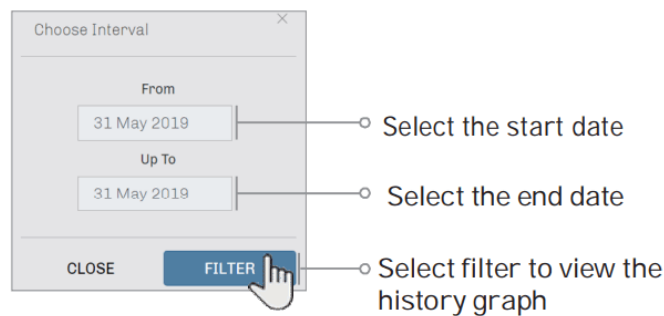 Choose Interval
×
From
31 May 2019
Select the start date
Up To
31 May 2019
Select the end date
CLOSE
FILTER
Select filter to view the
history graph